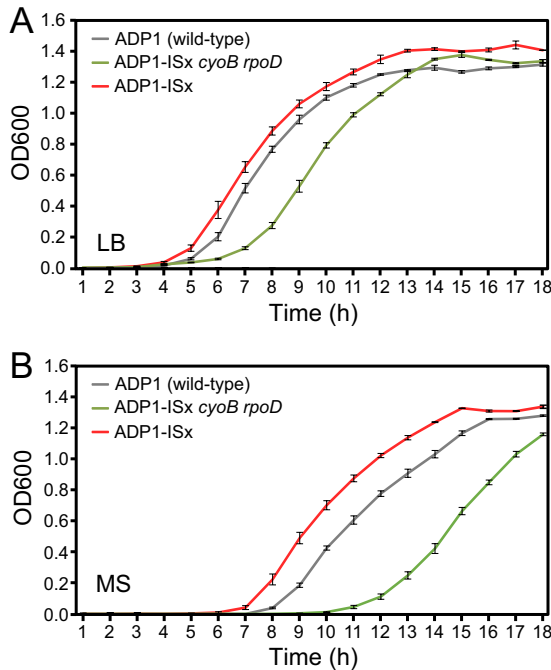 A
1.6
1.4
1.2
1.0
0.8
0.6
0.4
0.2
0.0
OD600
ADP1 (wild-type)
ADP1-ISx cyoB rpoD
ADP1-ISx
LB
1 2 3 4 5 6 7 8 9 10 11 12 13 14 15 16 17 18
Time (h)
B
1.6
1.4
1.2
1.0
0.8
0.6
0.4
0.2
0.0
OD600
ADP1 (wild-type)
ADP1-ISx cyoB rpoD
ADP1-ISx
MS
1 2 3 4 5 6 7 8 9 10 11 12 13 14 15 16 17 18
Time (h)